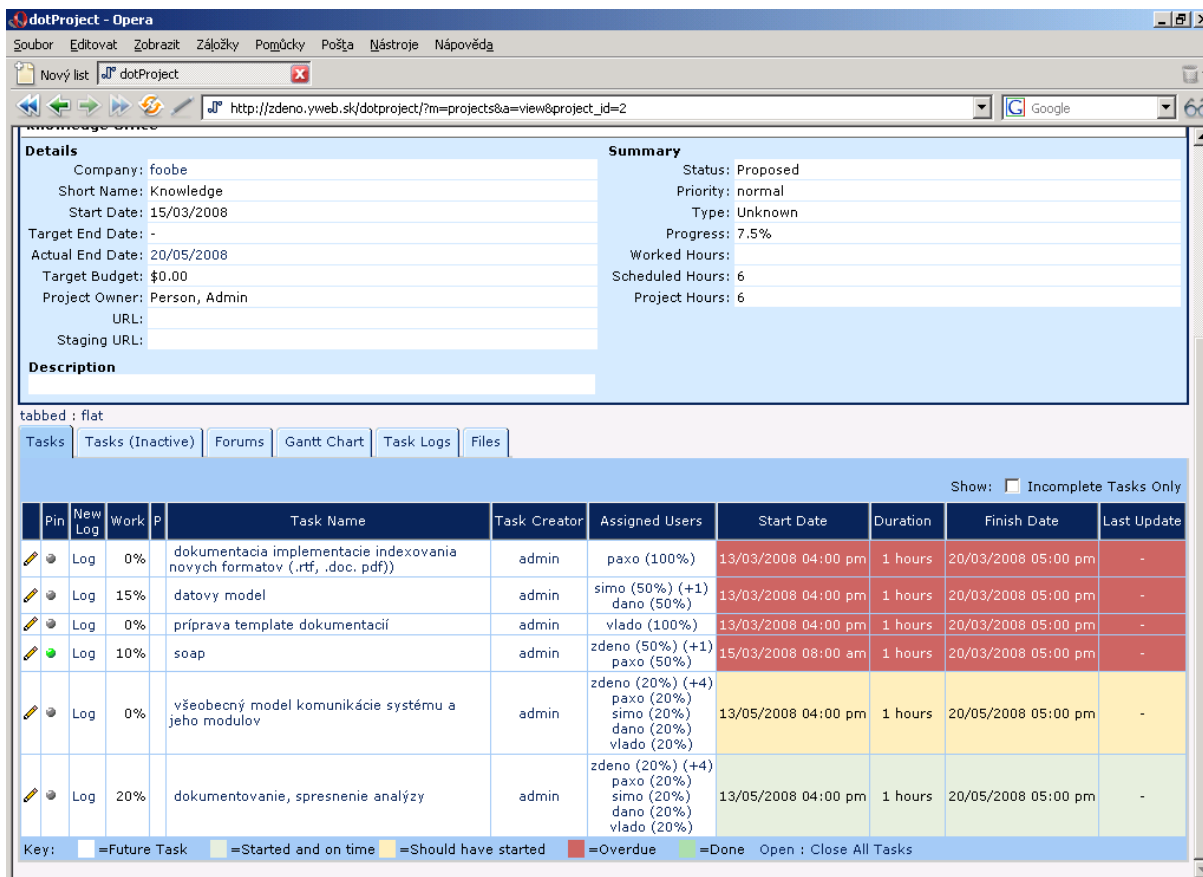 dotProject - Opera
Soubor Editovat Zobrazit Záložky Pomůcky Pošta Nástroje Nápověda
Nový list dotProject
http://zdeno.yweb.sk/dotproject/?m=projects&a=view&project_id=2 Google
Knowledge Office
Details Summary
Company: foobe Status: Proposed
Short Name: Knowledge Priority: normal
Start Date: 15/03/2008 Type: Unknown
Target End Date: - Progress: 7.5%
Actual End Date: 20/05/2008 Worked Hours:
Target Budget: $0.00 Scheduled Hours: 6
Project Owner: Person, Admin Project Hours: 6
URL:
Staging URL:
Description
tabbed : flat
Tasks Tasks (Inactive) Forums Gantt Chart Task Logs Files
Show: Incomplete Tasks Only
Pin New Log Work P Task Name Task Creator Assigned Users Start Date Duration Finish Date Last Update
Log 0% dokumentacia implementacie indexovania novych formatov (.rtf, .doc. pdf)) admin paxo (100%) 13/03/2008 04:00 pm 1 hours 20/03/2008 05:00 pm -
Log 15% datovy model admin simo (50%) (+1) dano (50%) 13/03/2008 04:00 pm 1 hours 20/03/2008 05:00 pm -
Log 0% príprava template dokumentacií admin vlado (100%) 13/03/2008 04:00 pm 1 hours 20/03/2008 05:00 pm -
Log 10% soap admin zdeno (50%) (+1) paxo (50%) 15/03/2008 08:00 am 1 hours 20/03/2008 05:00 pm -
Log 0% všeobecný model komunikácie systému a jeho modulov admin zdeno (20%) (+4) paxo (20%) simo (20%) dano (20%) vlado (20%) 13/05/2008 04:00 pm 1 hours 20/05/2008 05:00 pm -
Log 20% dokumentovanie, spresnenie analýzy admin zdeno (20%) (+4) paxo (20%) simo (20%) dano (20%) vlado (20%) 13/05/2008 04:00 pm 1 hours 20/05/2008 05:00 pm -
Key: =Future Task =Started and on time =Should have started =Overdue =Done Open : Close All Tasks